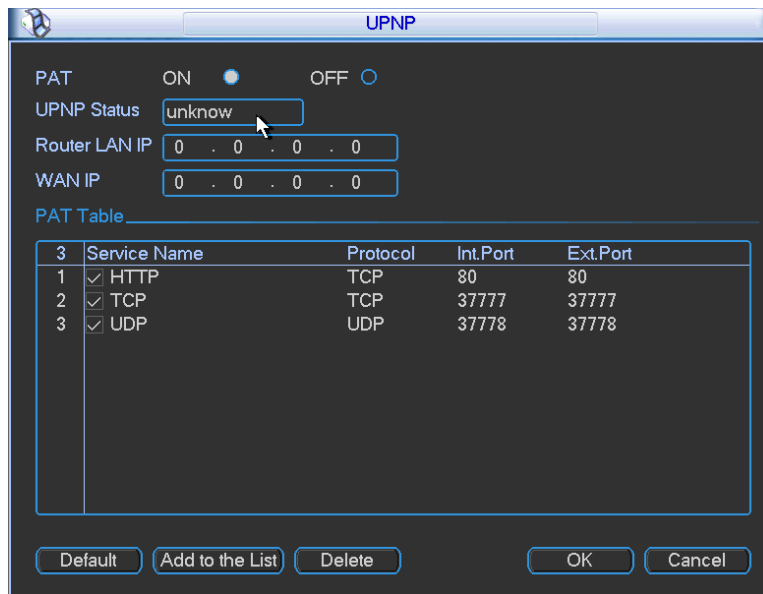 UPNP
PAT ON OFF
UPNP Status unknow
Router LAN IP 0 . 0 . 0 . 0
WAN IP 0 . 0 . 0 . 0
PAT Table
3 Service Name Protocol Int.Port Ext.Port
1 HTTP TCP 80 80
2 TCP TCP 37777 37777
3 UDP UDP 37778 37778
Default Add to the List Delete OK Cancel